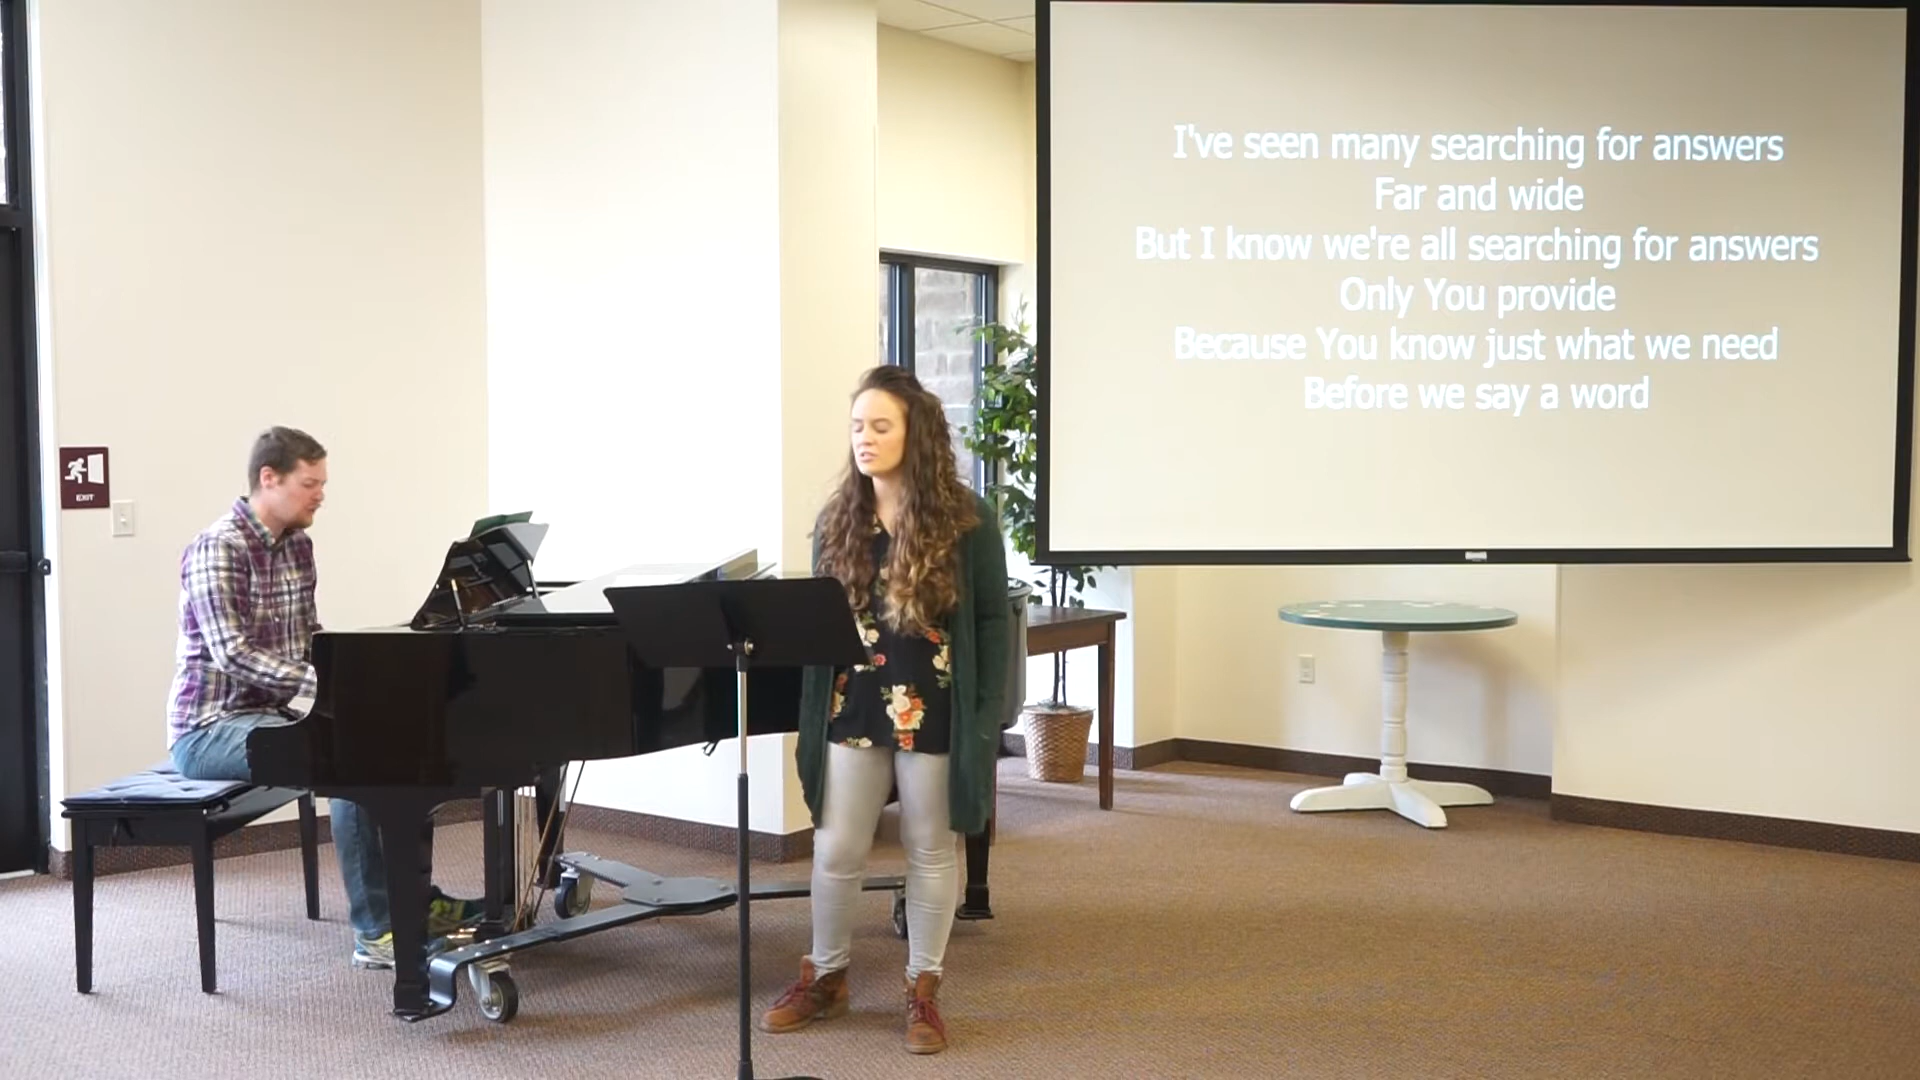 I've seen many searching for answers
Far and wide
But I know we're all searching for answers
Only You provide
Because You know just what we need
Before we say a word
EXIT